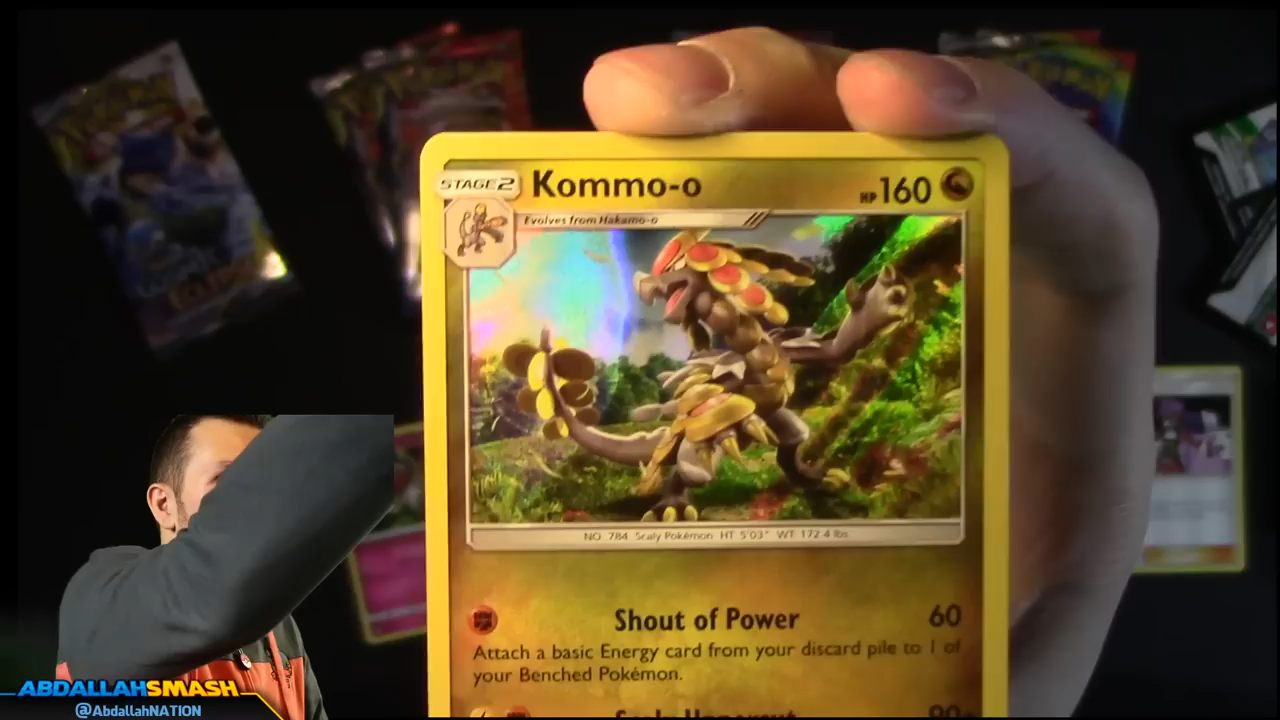 STAGE 2
Kommo-o
HP 160
Evolves from Hakamo-o
NO. 784 Scaly Pokémon HT 5'03" WT 172.4 lbs
Shout of Power 60
Attach a basic Energy card from your discard pile to 1 of
your Benched Pokémon.
Scaly Uppercut 90
ABDALLAHSMASH
@AbdallahNATION